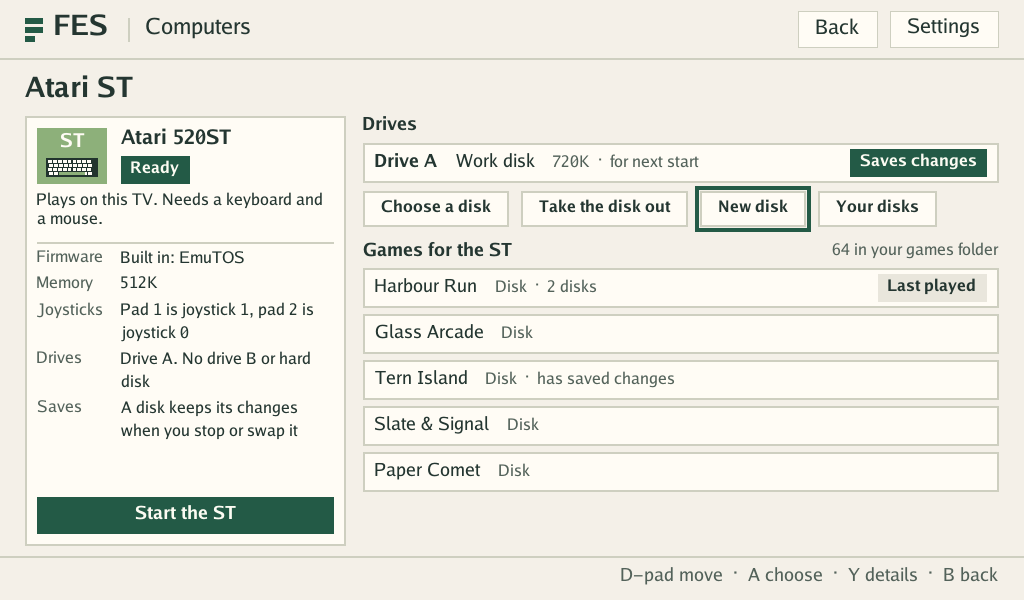 FES
Computers
Back
Settings
Atari ST
ST
Atari 520ST
Ready
Plays on this TV. Needs a keyboard and
a mouse.
Firmware Built in: EmuTOS
Memory 512K
Joysticks Pad 1 is joystick 1, pad 2 is
joystick 0
Drives Drive A. No drive B or hard
disk
Saves A disk keeps its changes
when you stop or swap it
Start the ST
Drives
Drive A Work disk 720K · for next start Saves changes
Choose a disk
Take the disk out
New disk
Your disks
Games for the ST 64 in your games folder
Harbour Run Disk · 2 disks Last played
Glass Arcade Disk
Tern Island Disk · has saved changes
Slate & Signal Disk
Paper Comet Disk
D–pad move · A choose · Y details · B back